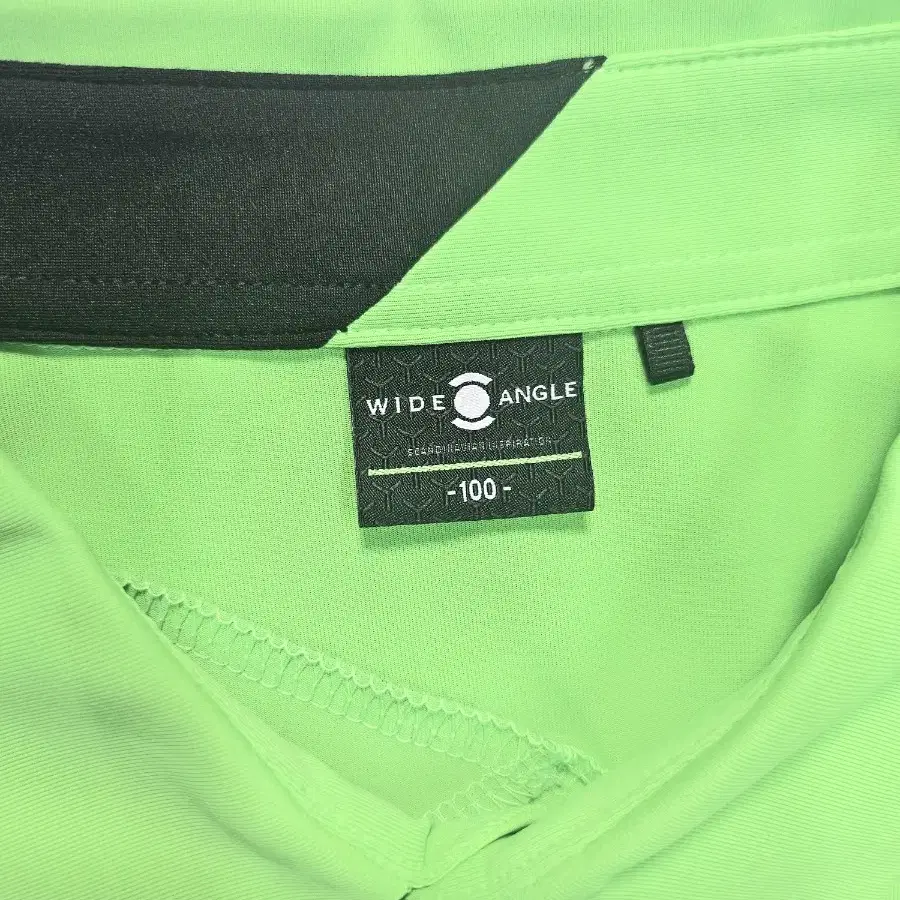 WIDE ANGLE
SCANDINAVIAN INSPIRATION
-100-